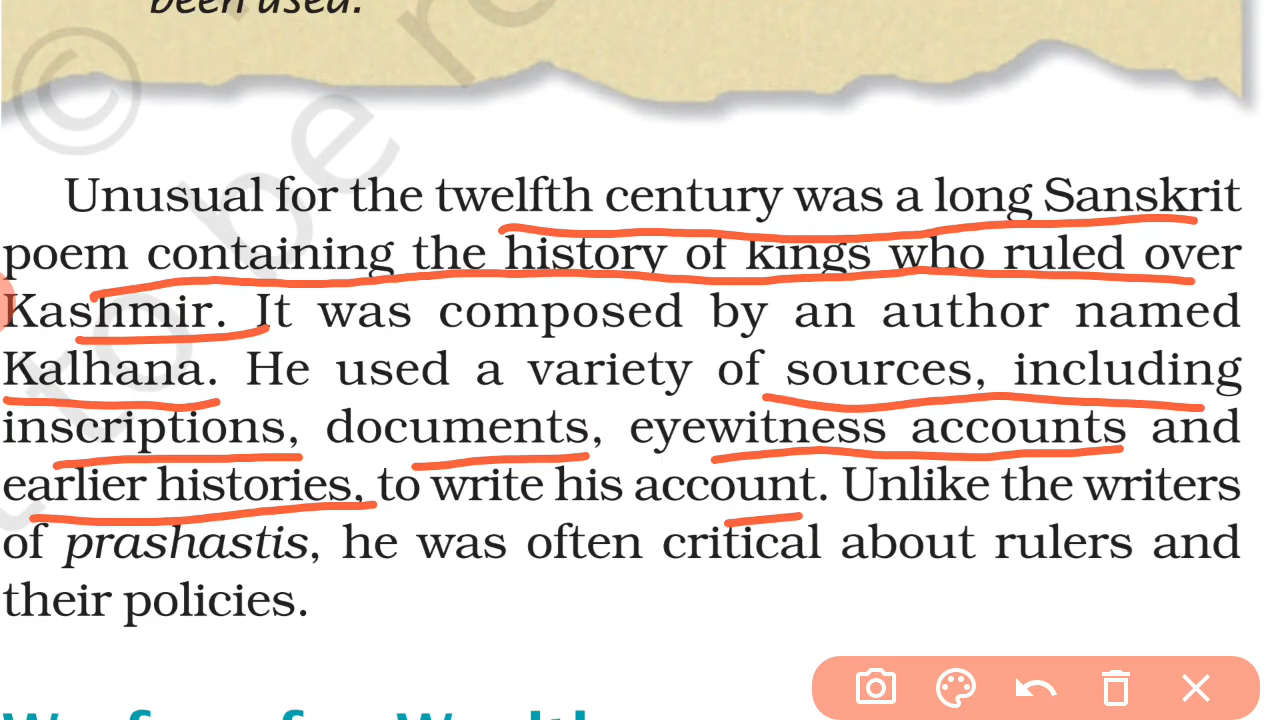 been used.
Unusual for the twelfth century was a long Sanskrit
poem containing the history of kings who ruled over
Kashmir. It was composed by an author named
Kalhana. He used a variety of sources, including
inscriptions, documents, eyewitness accounts and
earlier histories, to write his account. Unlike the writers
of prashastis, he was often critical about rulers and
their policies.
©
to be re